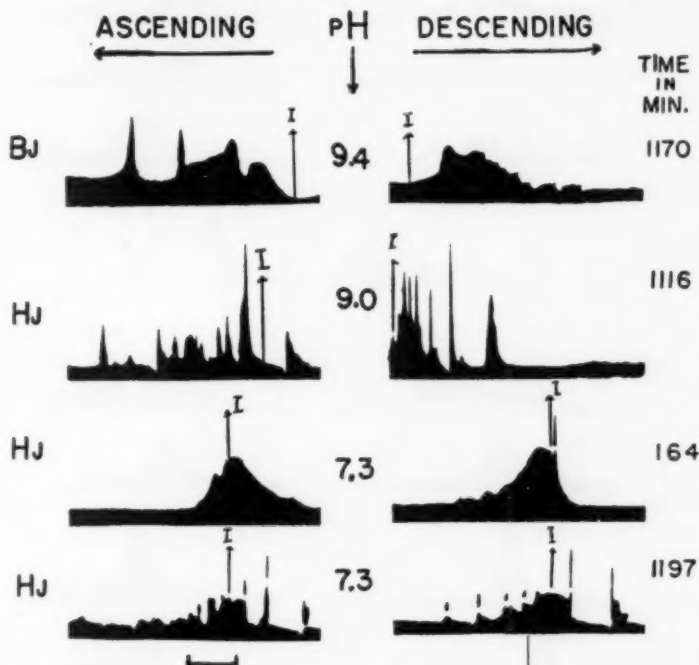 ASCENDING pH DESCENDING
TIME
IN
MIN.
BJ I 9.4 I 1170
HJ I 9.0 I 1116
HJ I 7.3 I 164
HJ I 7.3 I 1197